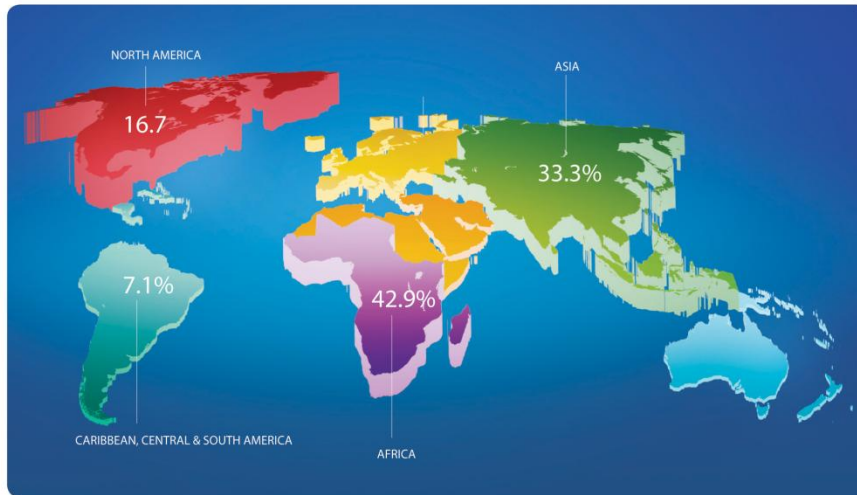 NORTH AMERICA
16.7
ASIA
33.3%
7.1%
42.9%
CARIBBEAN, CENTRAL & SOUTH AMERICA
AFRICA